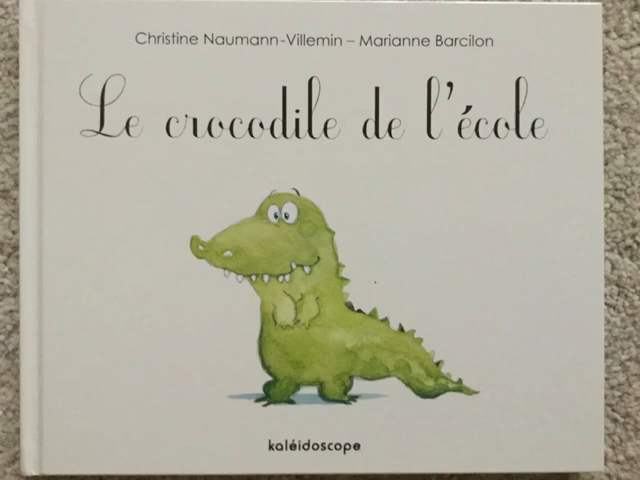 Christine Naumann-Villemin – Marianne Barcilon
Le crocodile de l'école
kaléidoscope